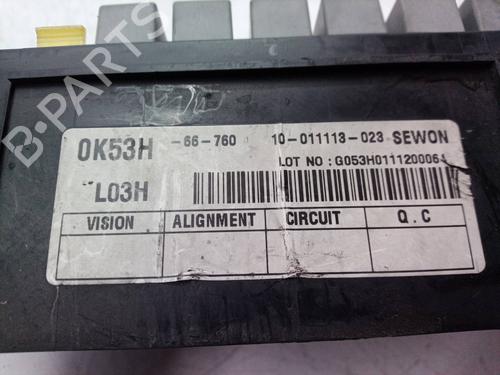 0K53H -66-760 10-011113-023 SEWON
LOT NO : G053H0111200064
L03H
VISION ALIGNMENT CIRCUIT Q.C
B-PARTS